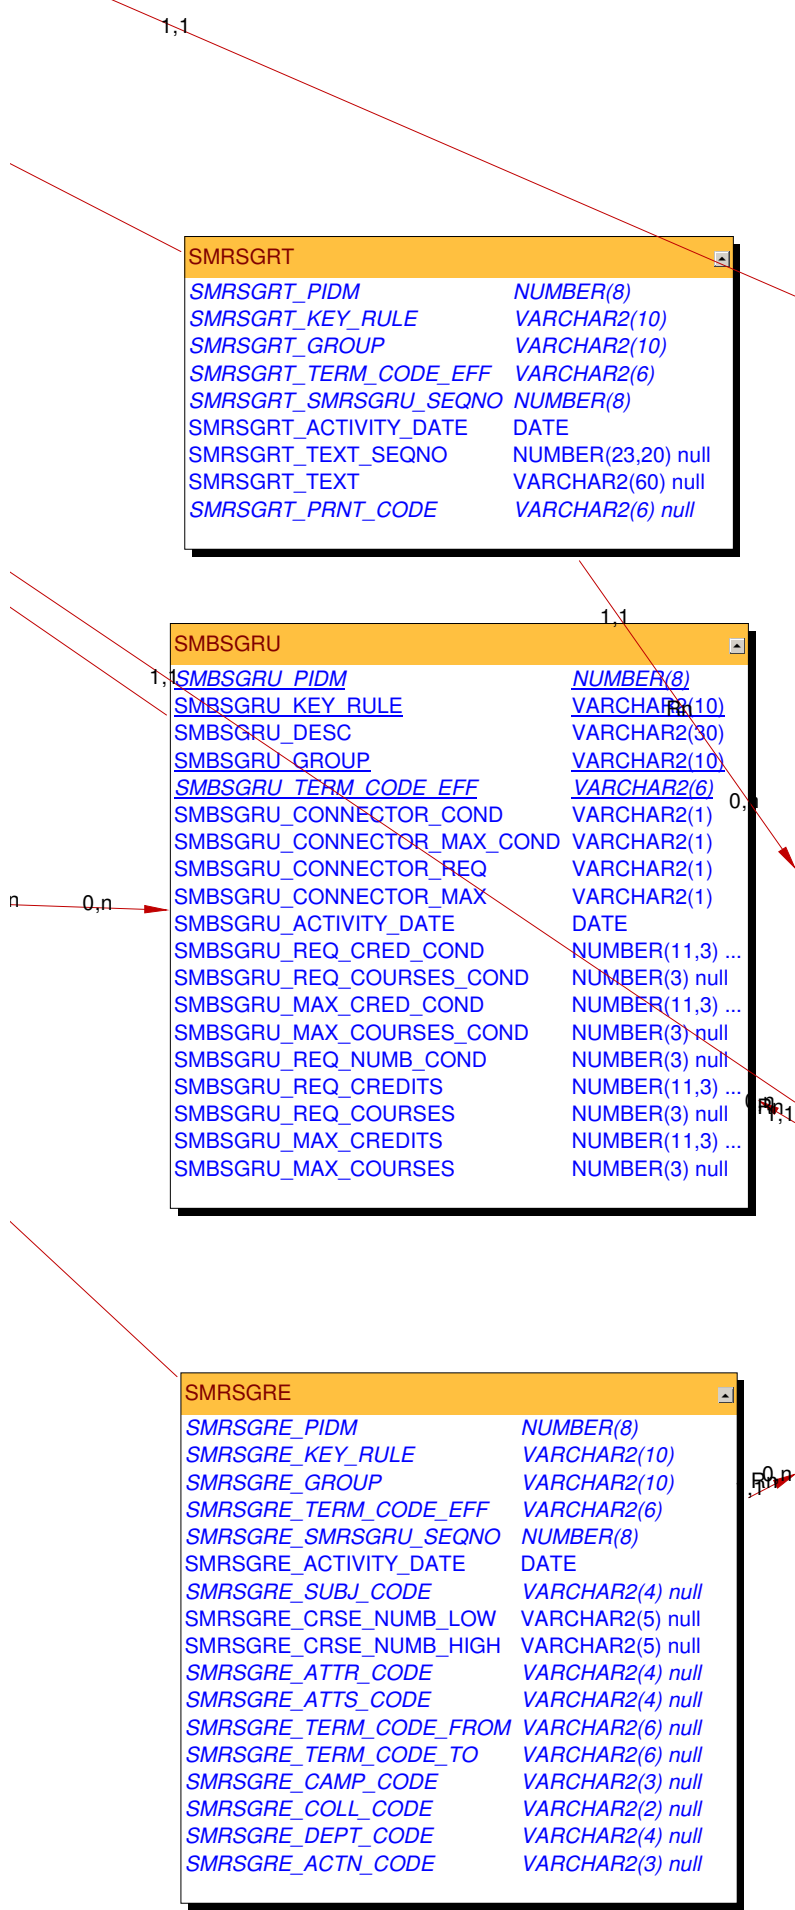 1,1
SMRSGRT
SMRSGRT_PIDM NUMBER(8)
SMRSGRT_KEY_RULE VARCHAR2(10)
SMRSGRT_GROUP VARCHAR2(10)
SMRSGRT_TERM_CODE_EFF VARCHAR2(6)
SMRSGRT_SMRSGRU_SEQNO NUMBER(8)
SMRSGRT_ACTIVITY_DATE DATE
SMRSGRT_TEXT_SEQNO NUMBER(23,20) null
SMRSGRT_TEXT VARCHAR2(60) null
SMRSGRT_PRNT_CODE VARCHAR2(6) null
1,1
SMBSGRU
1,1
SMBSGRU_PIDM NUMBER(8)
SMBSGRU_KEY_RULE VARCHAR2(10)
SMBSGRU_DESC VARCHAR2(30)
SMBSGRU_GROUP VARCHAR2(10)
SMBSGRU_TERM_CODE_EFF VARCHAR2(6)
0,n
SMBSGRU_CONNECTOR_COND VARCHAR2(1)
SMBSGRU_CONNECTOR_MAX_COND VARCHAR2(1)
SMBSGRU_CONNECTOR_REQ VARCHAR2(1)
SMBSGRU_CONNECTOR_MAX VARCHAR2(1)
n 0,n
SMBSGRU_ACTIVITY_DATE DATE
SMBSGRU_REQ_CRED_COND NUMBER(11,3) ...
SMBSGRU_REQ_COURSES_COND NUMBER(3) null
SMBSGRU_MAX_CRED_COND NUMBER(11,3) ...
SMBSGRU_MAX_COURSES_COND NUMBER(3) null
SMBSGRU_REQ_NUMB_COND NUMBER(3) null
SMBSGRU_REQ_CREDITS NUMBER(11,3) ...
SMBSGRU_REQ_COURSES NUMBER(3) null
SMBSGRU_MAX_CREDITS NUMBER(11,3) ...
SMBSGRU_MAX_COURSES NUMBER(3) null
SMRSGRE
SMRSGRE_PIDM NUMBER(8)
SMRSGRE_KEY_RULE VARCHAR2(10)
SMRSGRE_GROUP VARCHAR2(10)
SMRSGRE_TERM_CODE_EFF VARCHAR2(6)
SMRSGRE_SMRSGRU_SEQNO NUMBER(8)
SMRSGRE_ACTIVITY_DATE DATE
SMRSGRE_SUBJ_CODE VARCHAR2(4) null
SMRSGRE_CRSE_NUMB_LOW VARCHAR2(5) null
SMRSGRE_CRSE_NUMB_HIGH VARCHAR2(5) null
SMRSGRE_ATTR_CODE VARCHAR2(4) null
SMRSGRE_ATTS_CODE VARCHAR2(4) null
SMRSGRE_TERM_CODE_FROM VARCHAR2(6) null
SMRSGRE_TERM_CODE_TO VARCHAR2(6) null
SMRSGRE_CAMP_CODE VARCHAR2(3) null
SMRSGRE_COLL_CODE VARCHAR2(2) null
SMRSGRE_DEPT_CODE VARCHAR2(4) null
SMRSGRE_ACTN_CODE VARCHAR2(3) null